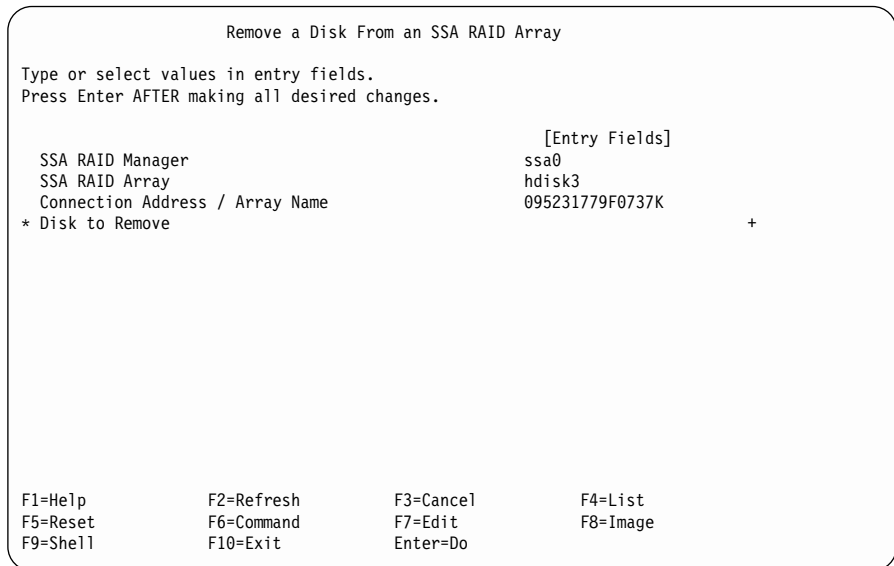 Remove a Disk From an SSA RAID Array
Type or select values in entry fields.
Press Enter AFTER making all desired changes.
[Entry Fields]
SSA RAID Manager ssa0
SSA RAID Array hdisk3
Connection Address / Array Name 095231779F0737K
* Disk to Remove +
F1=Help F2=Refresh F3=Cancel F4=List
F5=Reset F6=Command F7=Edit F8=Image
F9=Shell F10=Exit Enter=Do